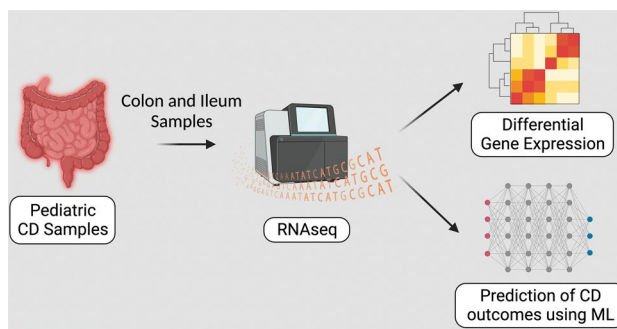 Colon and Ileum
Samples
Pediatric
CD Samples
RNAseq
Differential
Gene Expression
Prediction of CD
outcomes using ML